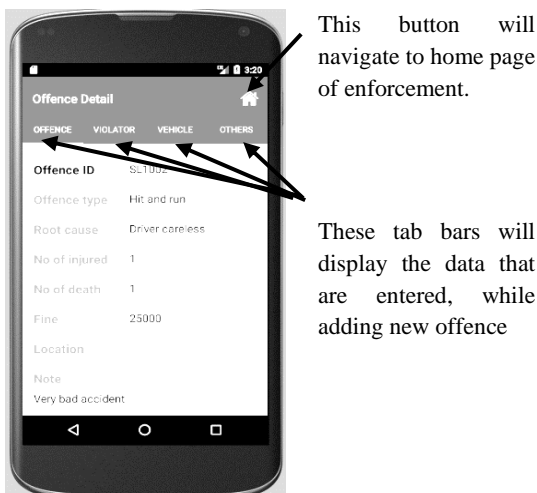 This button will
navigate to home page
of enforcement.
3:20
Offence Detail
OFFENCE VIOLATOR VEHICLE OTHERS
Offence ID SL1002
Offence type Hit and run
Root cause Driver careless
No of injured 1
No of death 1
Fine 25000
Location
Note
Very bad accident
These tab bars will
display the data that
are entered, while
adding new offence